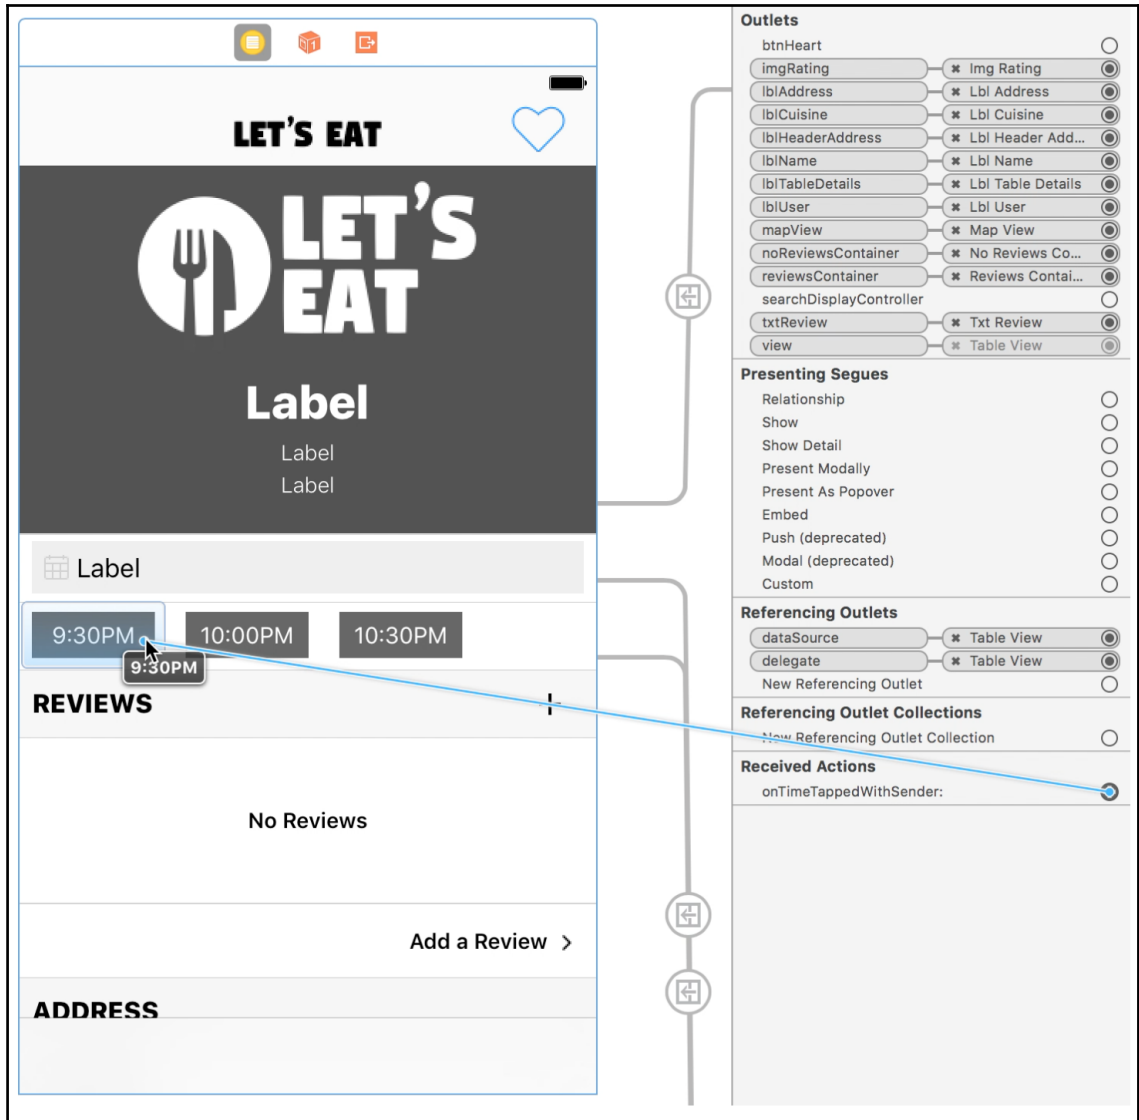 LET'S EAT
LET'S
EAT
Label
Label
Label
Label
9:30PM 10:00PM 10:30PM
9:30PM
REVIEWS +
No Reviews
Add a Review >
ADDRESS
Outlets
btnHeart
imgRating Img Rating
lblAddress Lbl Address
lblCuisine Lbl Cuisine
lblHeaderAddress Lbl Header Add...
lblName Lbl Name
lblTableDetails Lbl Table Details
lblUser Lbl User
mapView Map View
noReviewsContainer No Reviews Co...
reviewsContainer Reviews Contai...
searchDisplayController
txtReview Txt Review
view Table View
Presenting Segues
Relationship
Show
Show Detail
Present Modally
Present As Popover
Embed
Push (deprecated)
Modal (deprecated)
Custom
Referencing Outlets
dataSource Table View
delegate Table View
New Referencing Outlet
Referencing Outlet Collections
New Referencing Outlet Collection
Received Actions
onTimeTappedWithSender: